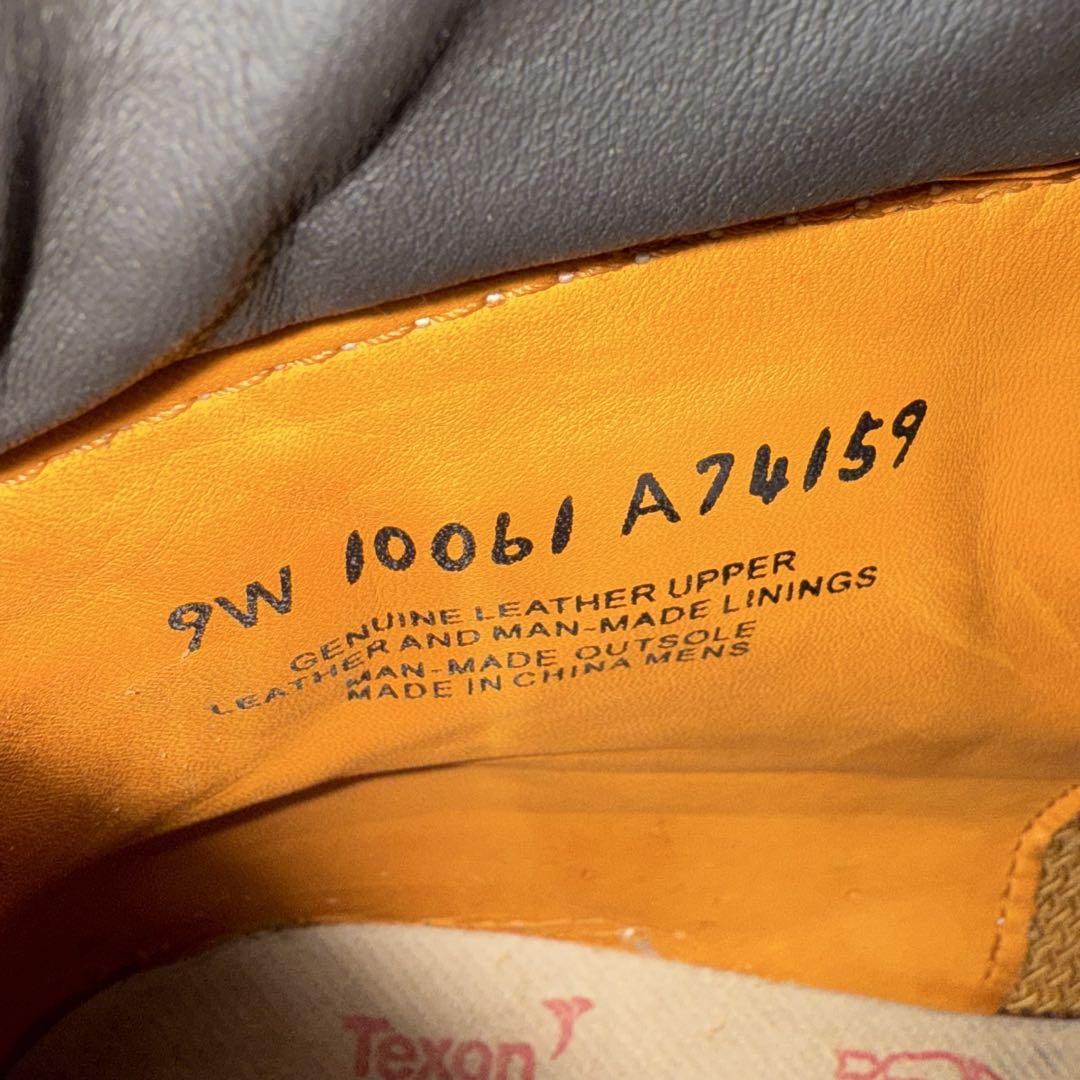 9W 10061 A74159
GENUINE LEATHER UPPER
LEATHER AND MAN-MADE LININGS
MAN-MADE OUTSOLE
MADE IN CHINA MENS
Texon